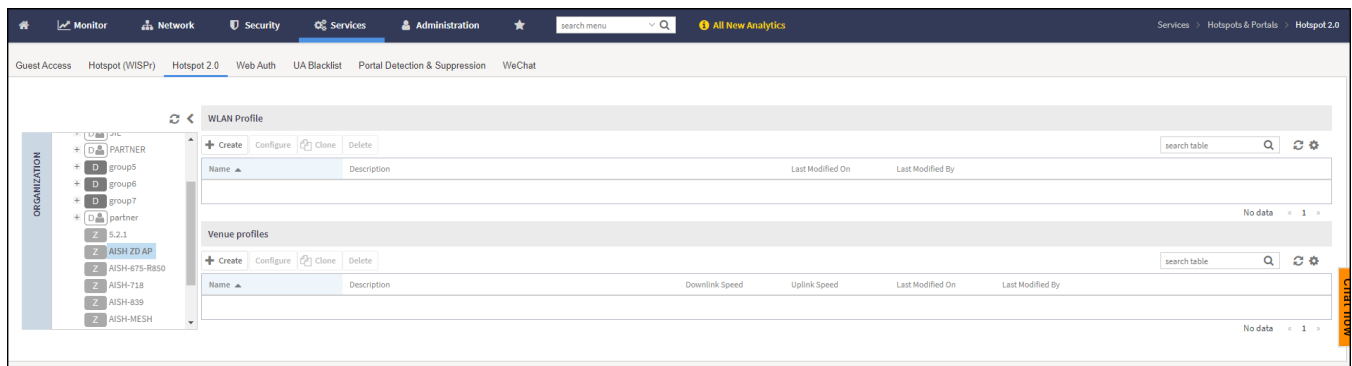 Monitor Network Security Services Administration search menu All New Analytics Services > Hotspots & Portals > Hotspot 2.0
Guest Access Hotspot (WISPr) Hotspot 2.0 Web Auth UA Blacklist Portal Detection & Suppression WeChat
ORGANIZATION
D PARTNER
D group5
D group6
D group7
D partner
Z 5.2.1
Z AISH ZD AP
Z AISH-675-R850
Z AISH-718
Z AISH-839
Z AISH-MESH
WLAN Profile
Create Configure Clone Delete search table
Name Description Last Modified On Last Modified By
No data « 1 »
Venue profiles
Create Configure Clone Delete search table
Name Description Downlink Speed Uplink Speed Last Modified On Last Modified By
No data « 1 »
Chat now